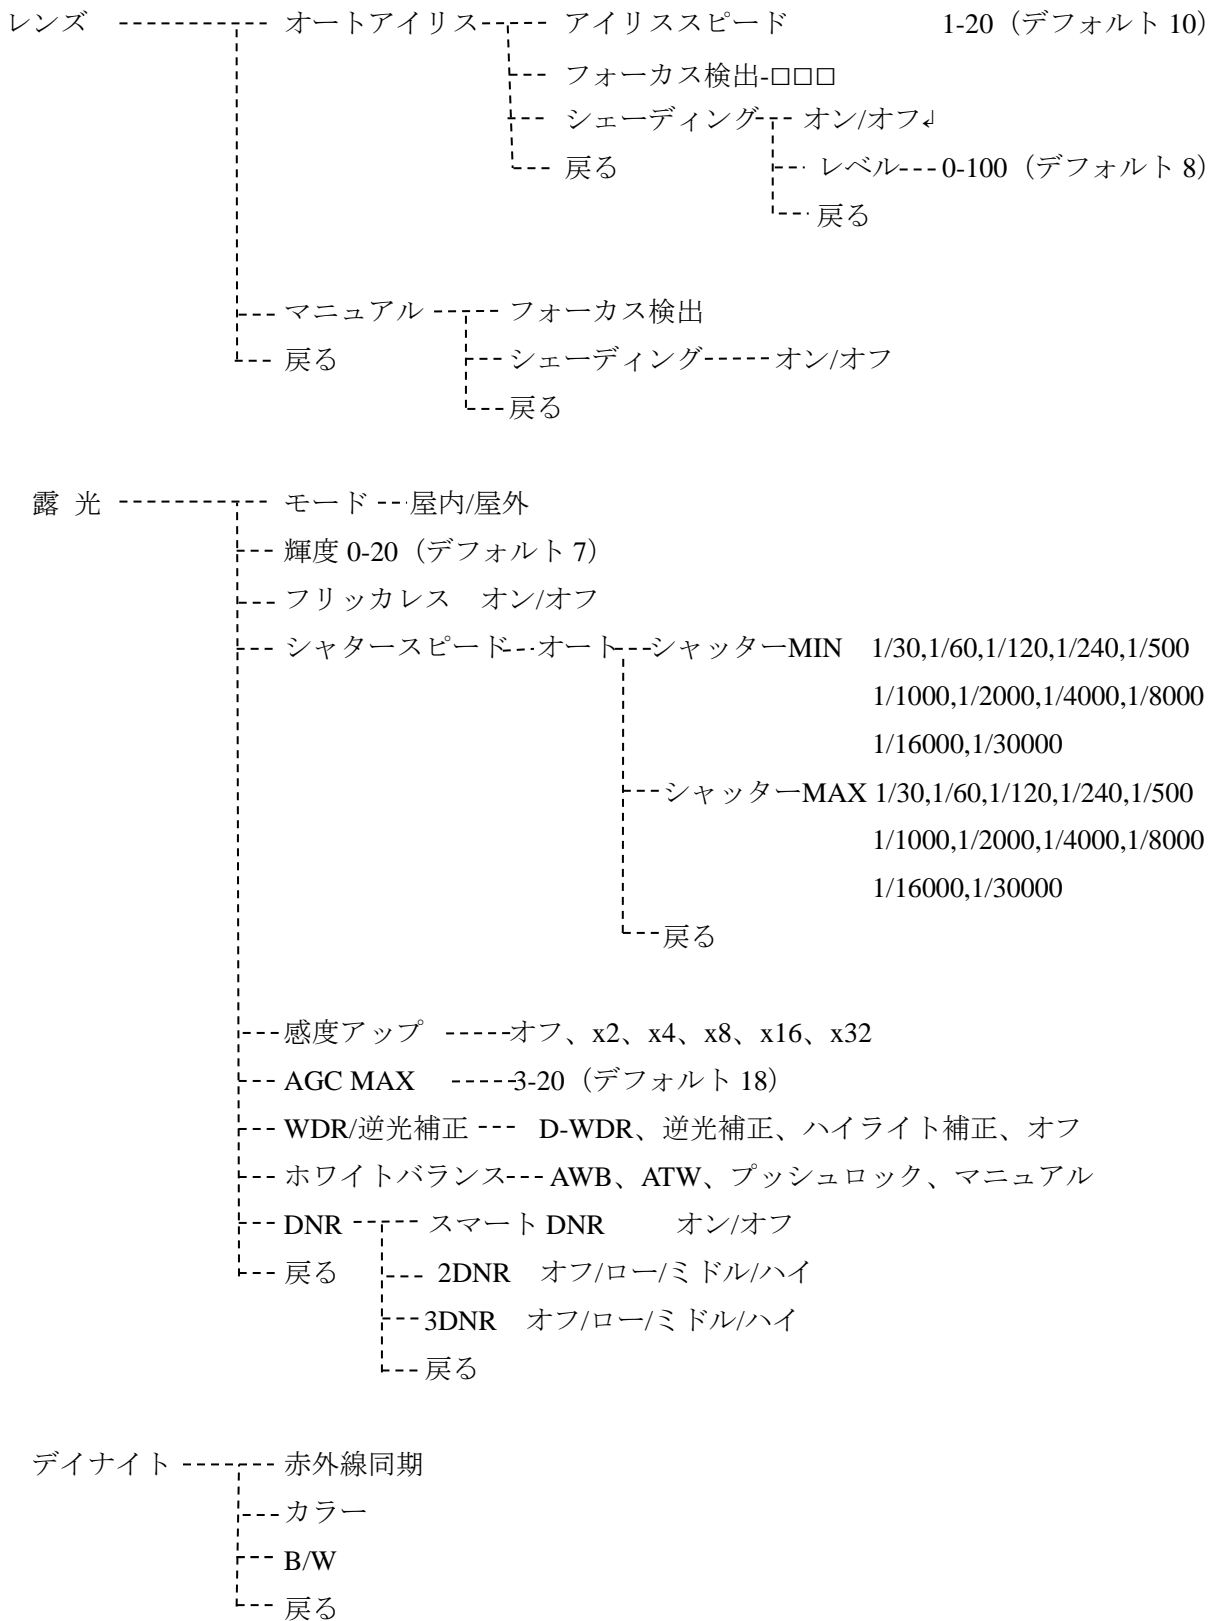 レンズ オートアイリス アイリススピード 1-20（デフォルト 10）
フォーカス検出-□□□
シェーディング オン/オフ↲
戻る レベル 0-100（デフォルト 8）
戻る
マニュアル フォーカス検出
戻る シェーディング オン/オフ
戻る
露 光 モード 屋内/屋外
輝度 0-20（デフォルト 7）
フリッカレス オン/オフ
シャタースピード オート シャッターMIN 1/30,1/60,1/120,1/240,1/500
1/1000,1/2000,1/4000,1/8000
1/16000,1/30000
シャッターMAX 1/30,1/60,1/120,1/240,1/500
1/1000,1/2000,1/4000,1/8000
1/16000,1/30000
戻る
感度アップ オフ、x2、x4、x8、x16、x32
AGC MAX 3-20（デフォルト 18）
WDR/逆光補正 D-WDR、逆光補正、ハイライト補正、オフ
ホワイトバランス AWB、ATW、プッシュロック、マニュアル
DNR スマート DNR オン/オフ
戻る 2DNR オフ/ロー/ミドル/ハイ
3DNR オフ/ロー/ミドル/ハイ
戻る
デイナイト 赤外線同期
カラー
B/W
戻る